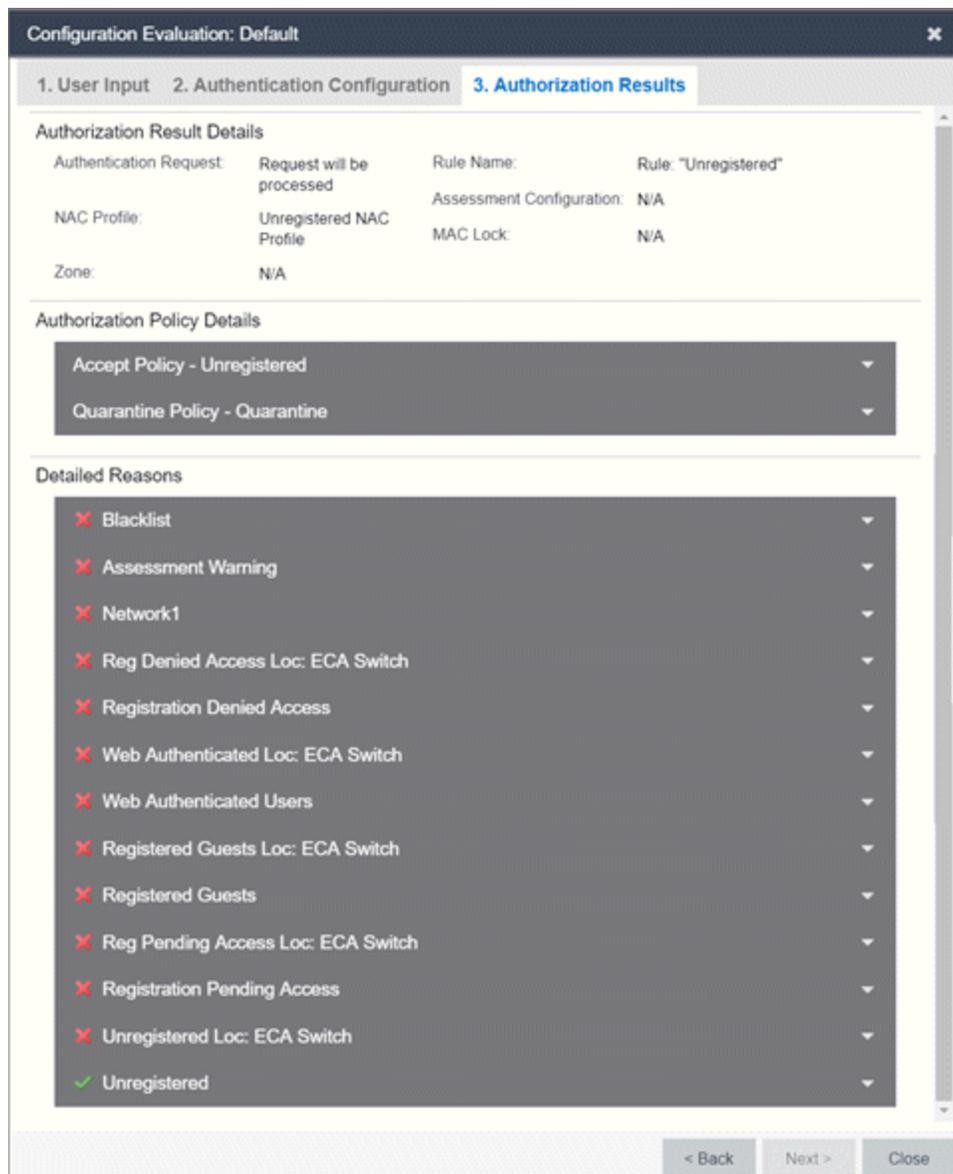 Configuration Evaluation: Default
1. User Input 2. Authentication Configuration 3. Authorization Results
Authorization Result Details
Authentication Request: Request will be processed
NAC Profile: Unregistered NAC Profile
Zone: N/A
Rule Name: Rule: "Unregistered"
Assessment Configuration: N/A
MAC Lock: N/A
Authorization Policy Details
Accept Policy - Unregistered
Quarantine Policy - Quarantine
Detailed Reasons
Blacklist
Assessment Warning
Network1
Reg Denied Access Loc: ECA Switch
Registration Denied Access
Web Authenticated Loc: ECA Switch
Web Authenticated Users
Registered Guests Loc: ECA Switch
Registered Guests
Reg Pending Access Loc: ECA Switch
Registration Pending Access
Unregistered Loc: ECA Switch
Unregistered
< Back Next > Close